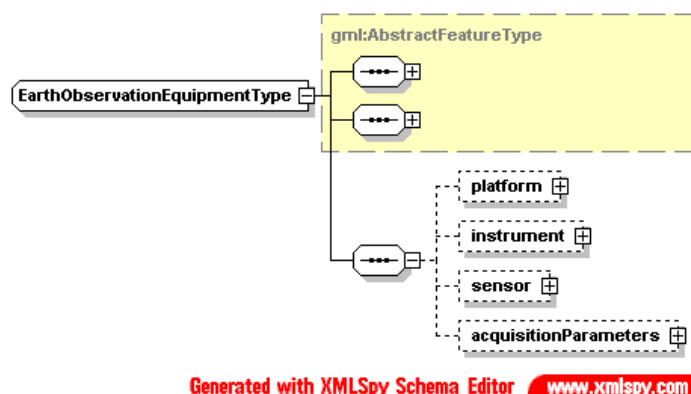 gml:AbstractFeatureType
EarthObservationEquipmentType
platform
instrument
sensor
acquisitionParameters
Generated with XMLSpy Schema Editor www.xmlspy.com